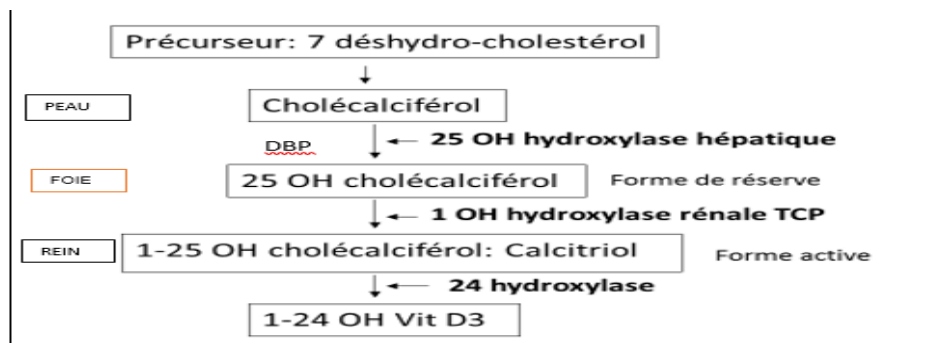 Précurseur: 7 déshydro-cholestérol
PEAU
Cholécalciférol
DBP
25 OH hydroxylase hépatique
FOIE
25 OH cholécalciférol
Forme de réserve
1 OH hydroxylase rénale TCP
REIN
1-25 OH cholécalciférol: Calcitriol
Forme active
24 hydroxylase
1-24 OH Vit D3